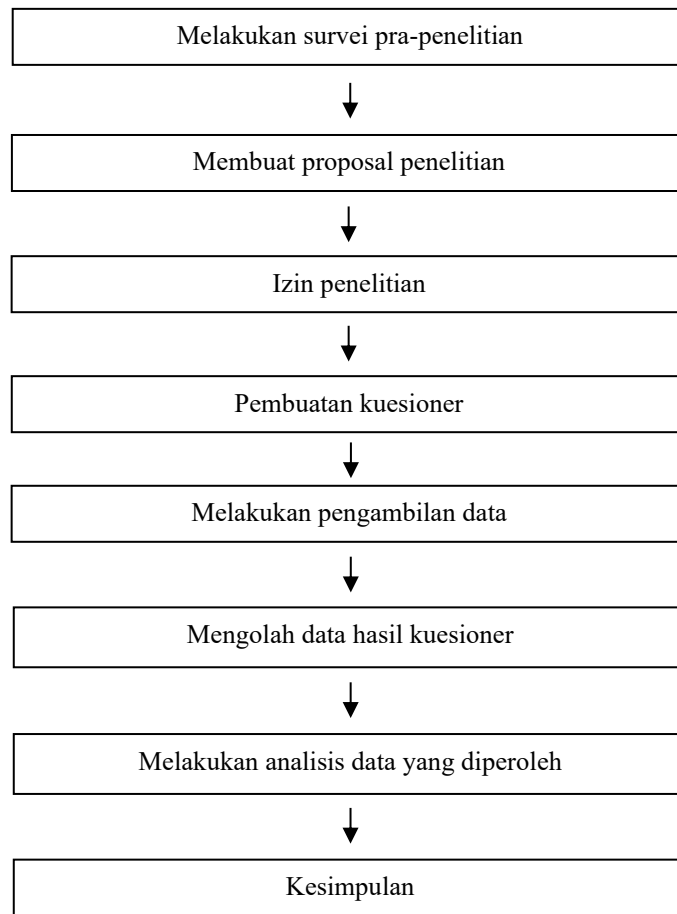 Melakukan survei pra-penelitian
Membuat proposal penelitian
Izin penelitian
Pembuatan kuesioner
Melakukan pengambilan data
Mengolah data hasil kuesioner
Melakukan analisis data yang diperoleh
Kesimpulan